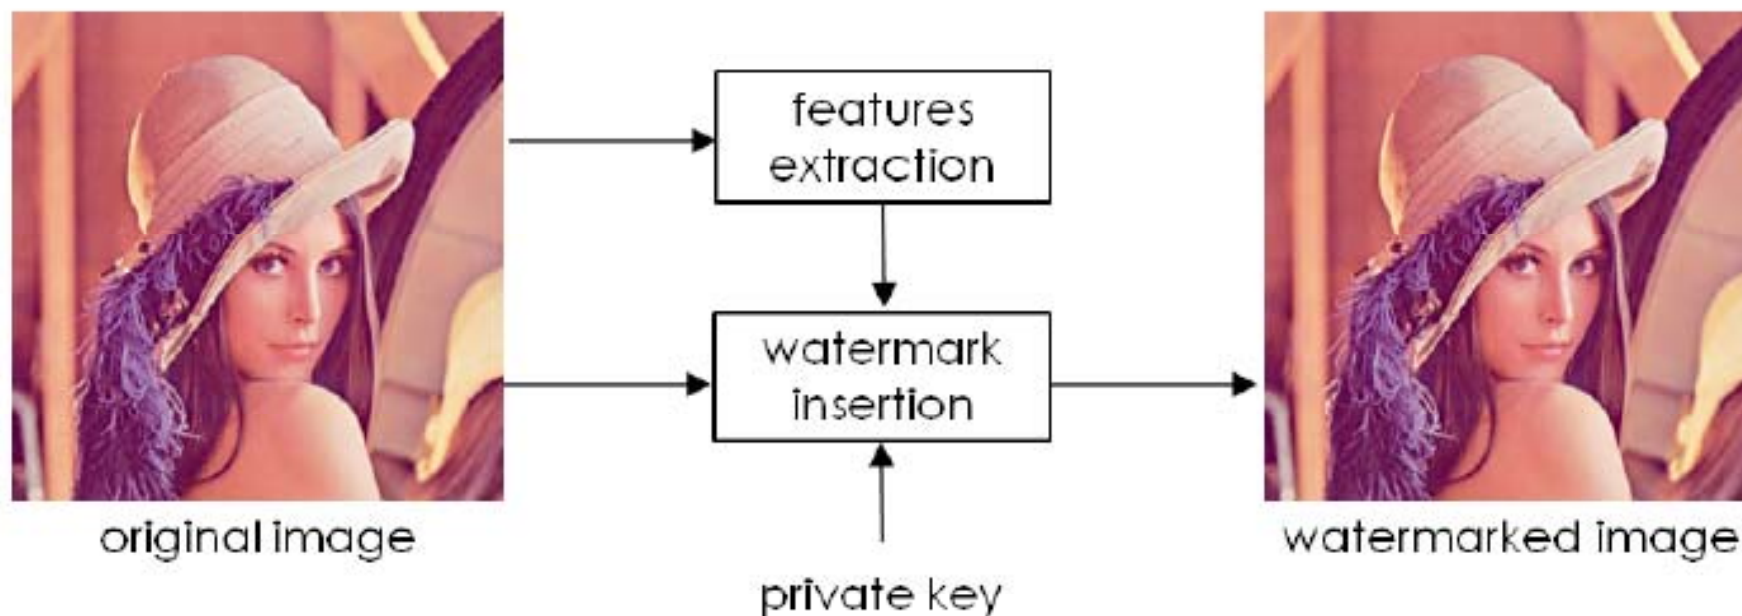 features
extraction
watermark
insertion
original image
watermarked image
private key